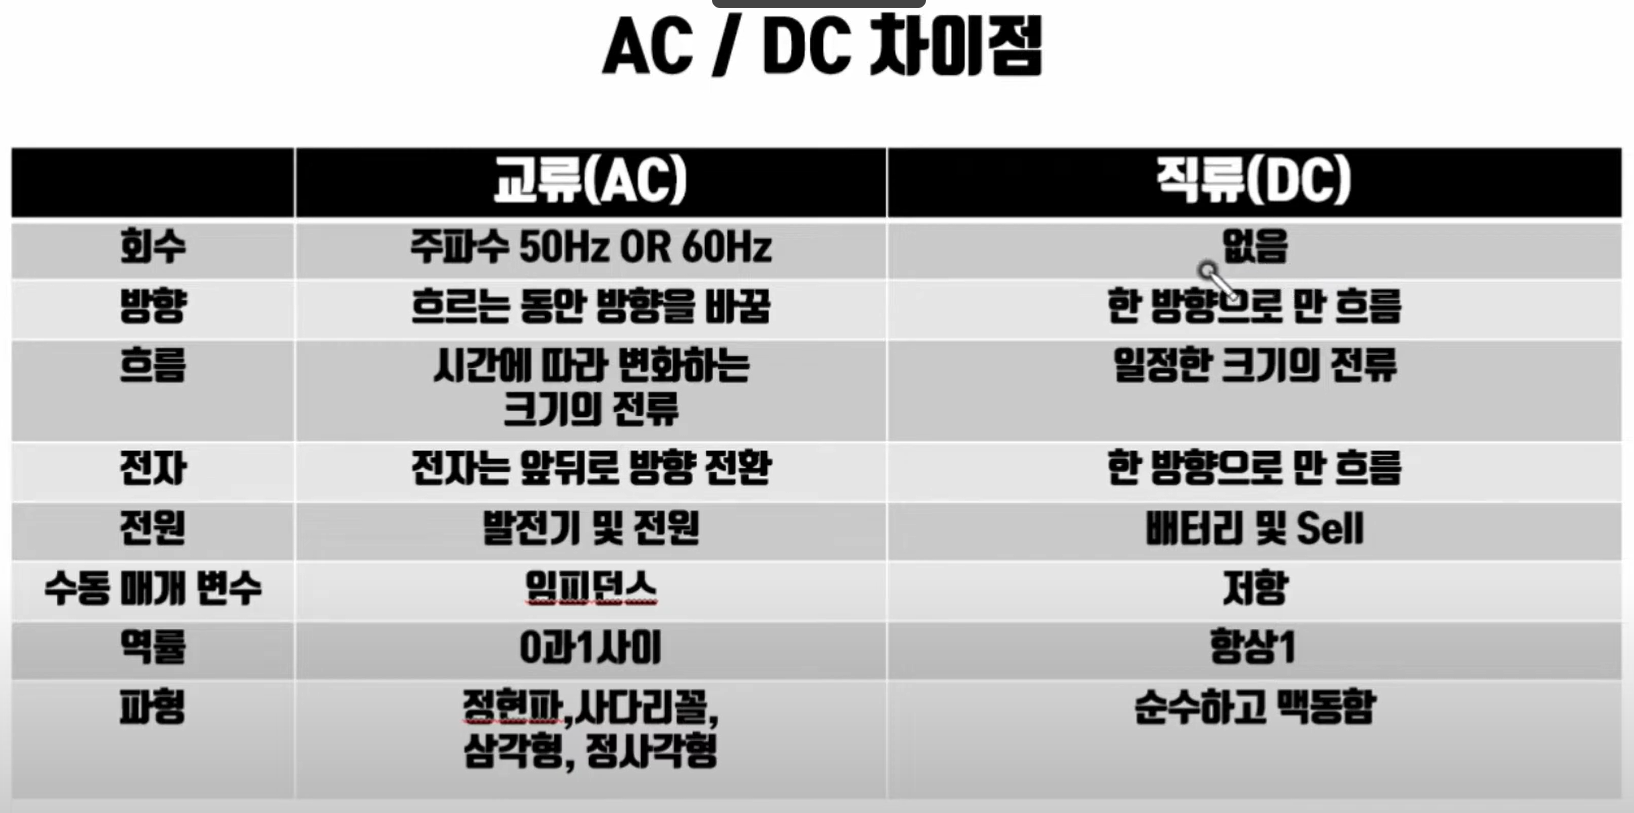 AC / DC 차이점
교류(AC) 직류(DC)
회수 주파수 50Hz OR 60Hz 없음
방향 흐르는 동안 방향을 바꿈 한 방향으로 만 흐름
흐름 시간에 따라 변화하는 일정한 크기의 전류
크기의 전류
전자 전자는 앞뒤로 방향 전환 한 방향으로 만 흐름
전원 발전기 및 전원 배터리 및 Sell
수동 매개 변수 임피던스 저항
역률 0과1사이 항상1
파형 정현파,사다리꼴, 순수하고 맥동함
삼각형, 정사각형